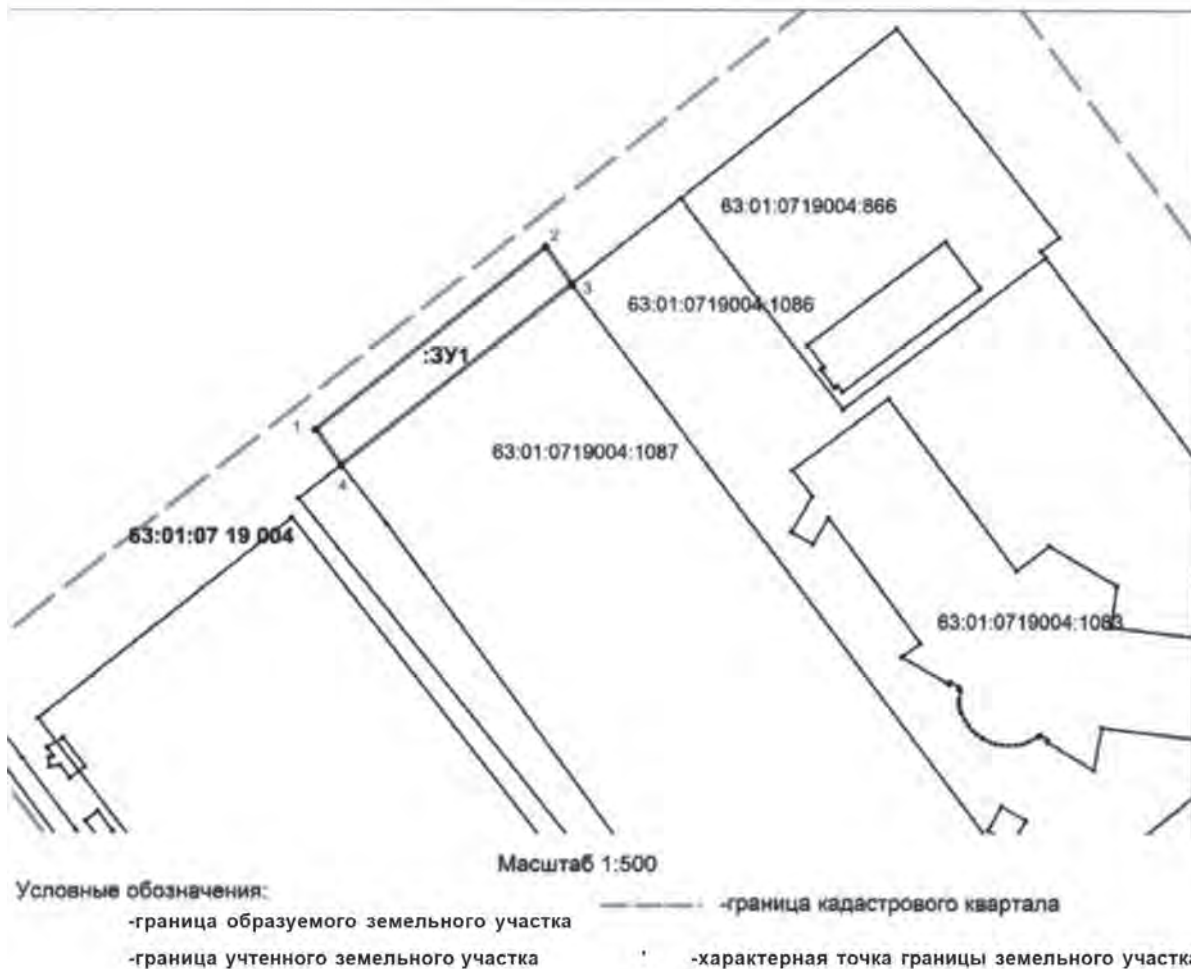 63:01:0719004:866
2
3
63:01:0719004:1086
:ЗУ1
1
63:01:0719004:1087
4
63:01:07 19 004
63:01:0719004:1083
Масштаб 1:500
Условные обозначения:
-граница кадастрового квартала
-граница образуемого земельного участка
-граница учтенного земельного участка
-характерная точка границы земельного участка